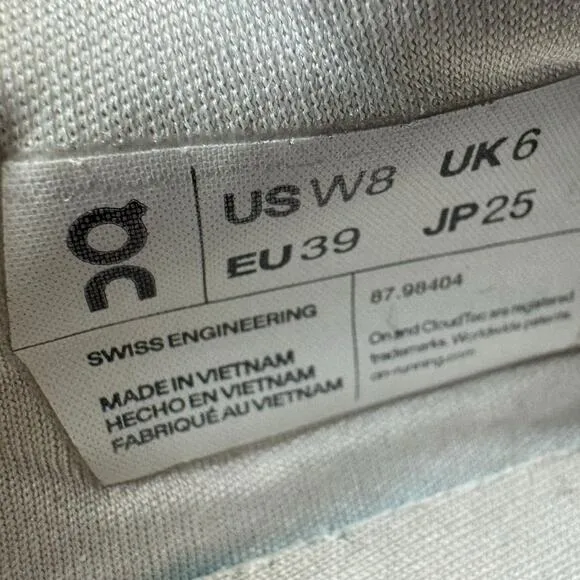 On
US W8 UK 6
EU 39 JP 25
SWISS ENGINEERING
MADE IN VIETNAM
HECHO EN VIETNAM
FABRIQUÉ AU VIETNAM
87.98404
On and CloudTec are registered
trademarks. Worldwide patents.
on-running.com